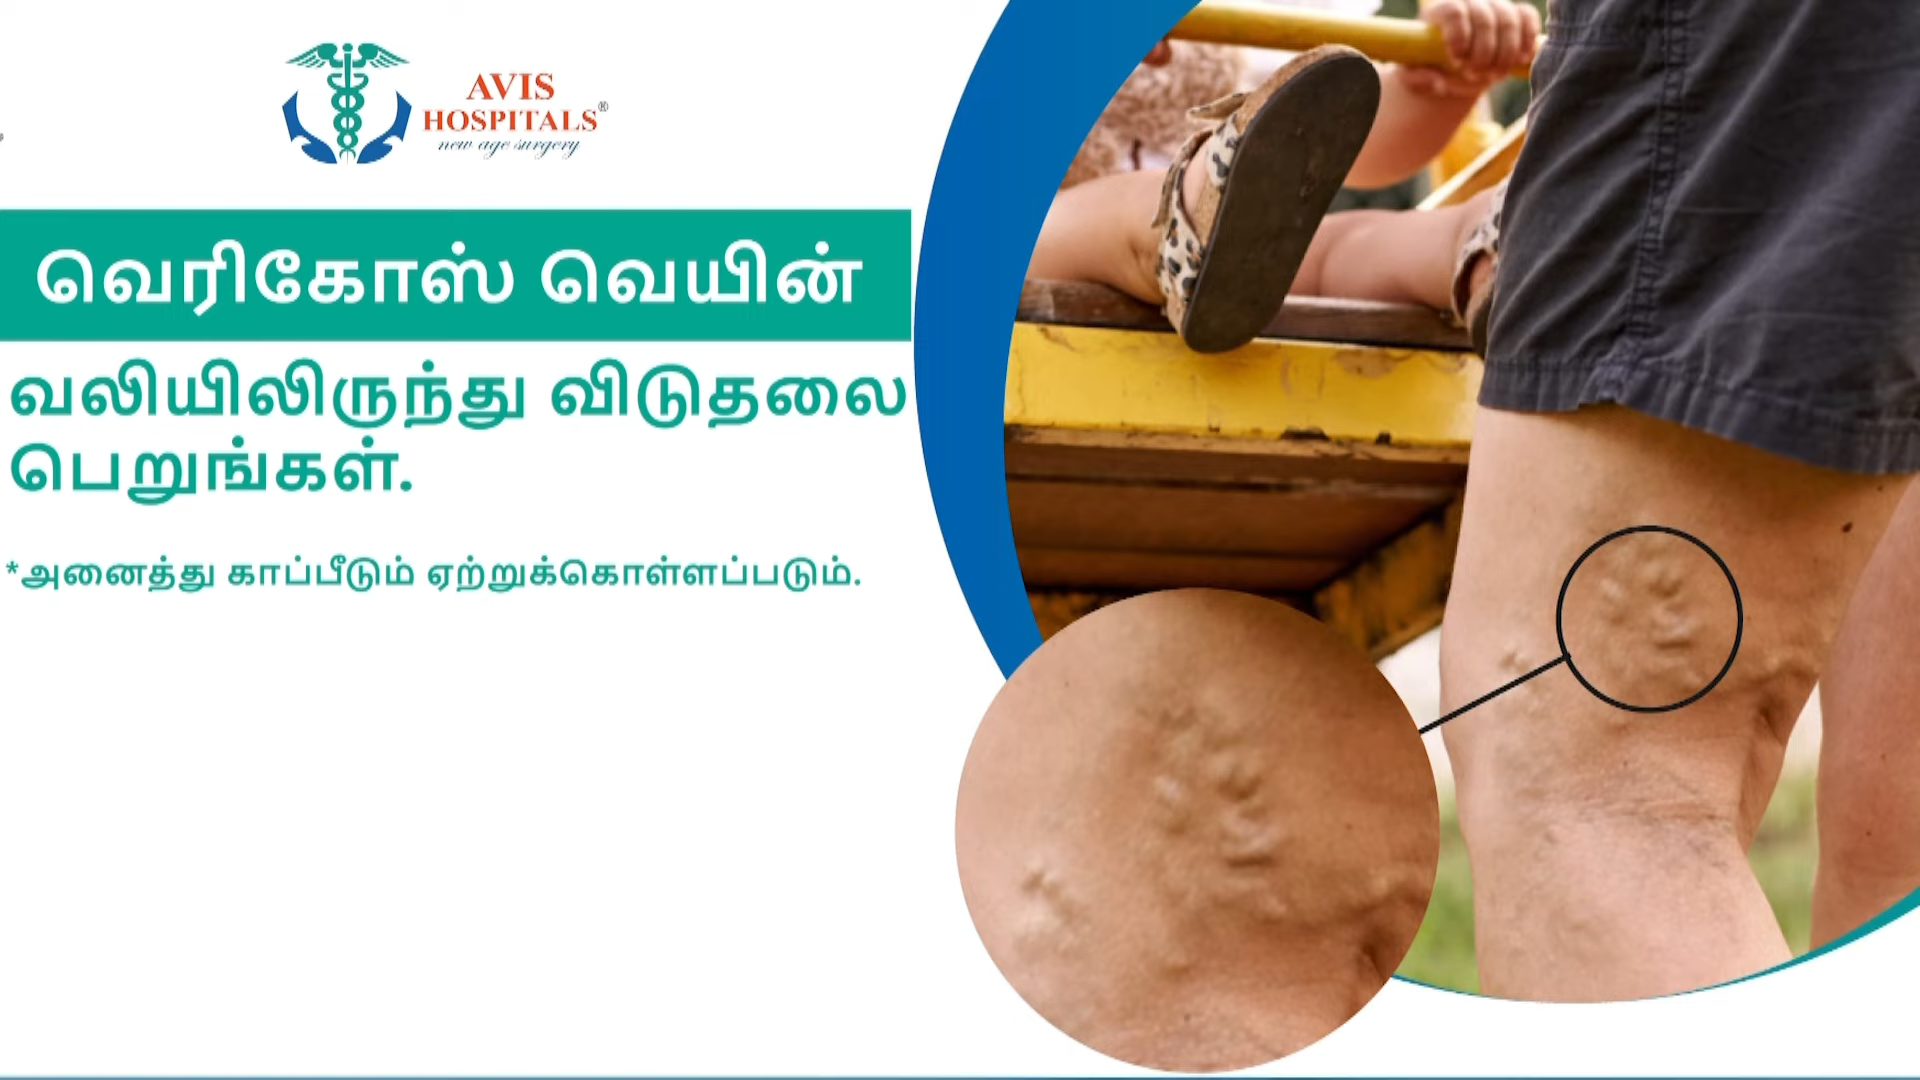 AVIS
HOSPITALS®
new age surgery
வெரிகோஸ் வெயின்
வலியிலிருந்து விடுதலை
பெறுங்கள்.
*அனைத்து காப்பீடும் ஏற்றுக்கொள்ளப்படும்.